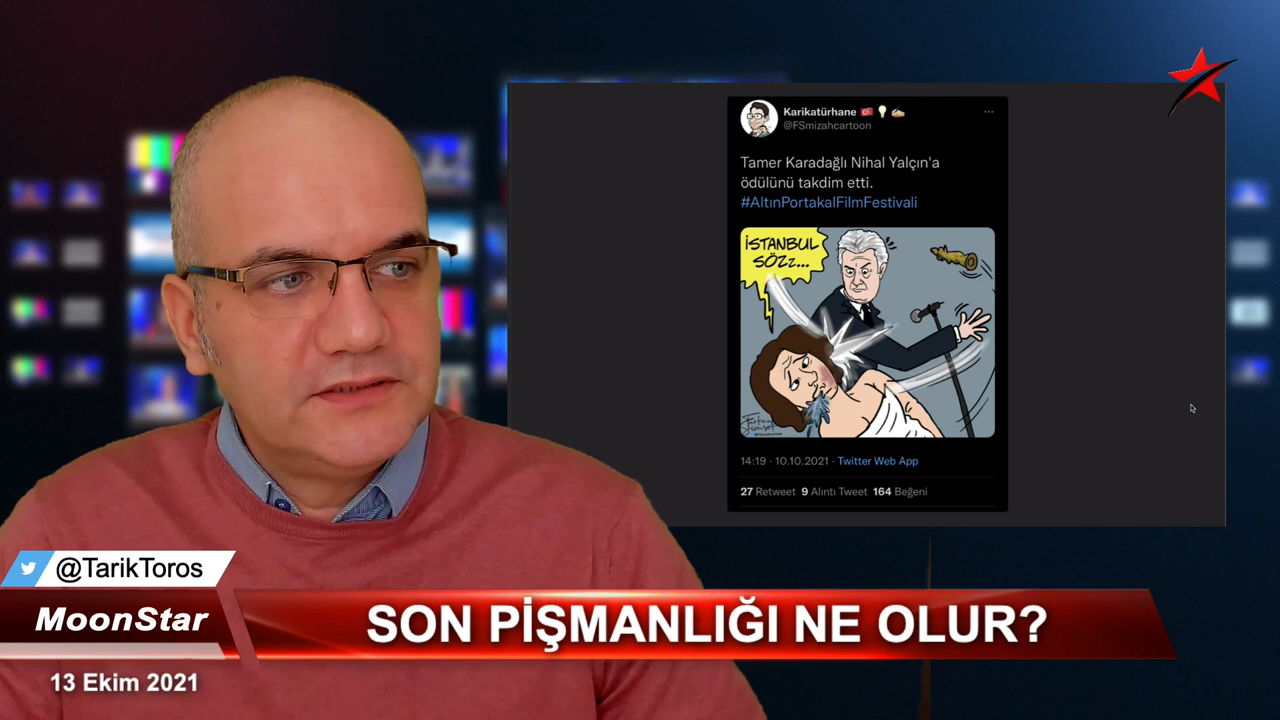 Karikatürhane
@FSmizahcartoon
Tamer Karadağlı Nihal Yalçın'a
ödülünü takdim etti.
#AltınPortakalFilmFestivali
İSTANBUL
SÖZZ...
14:19 · 10.10.2021 · Twitter Web App
27 Retweet 9 Alıntı Tweet 164 Beğeni
@TarikToros
MoonStar
SON PİŞMANLIĞI NE OLUR?
13 Ekim 2021